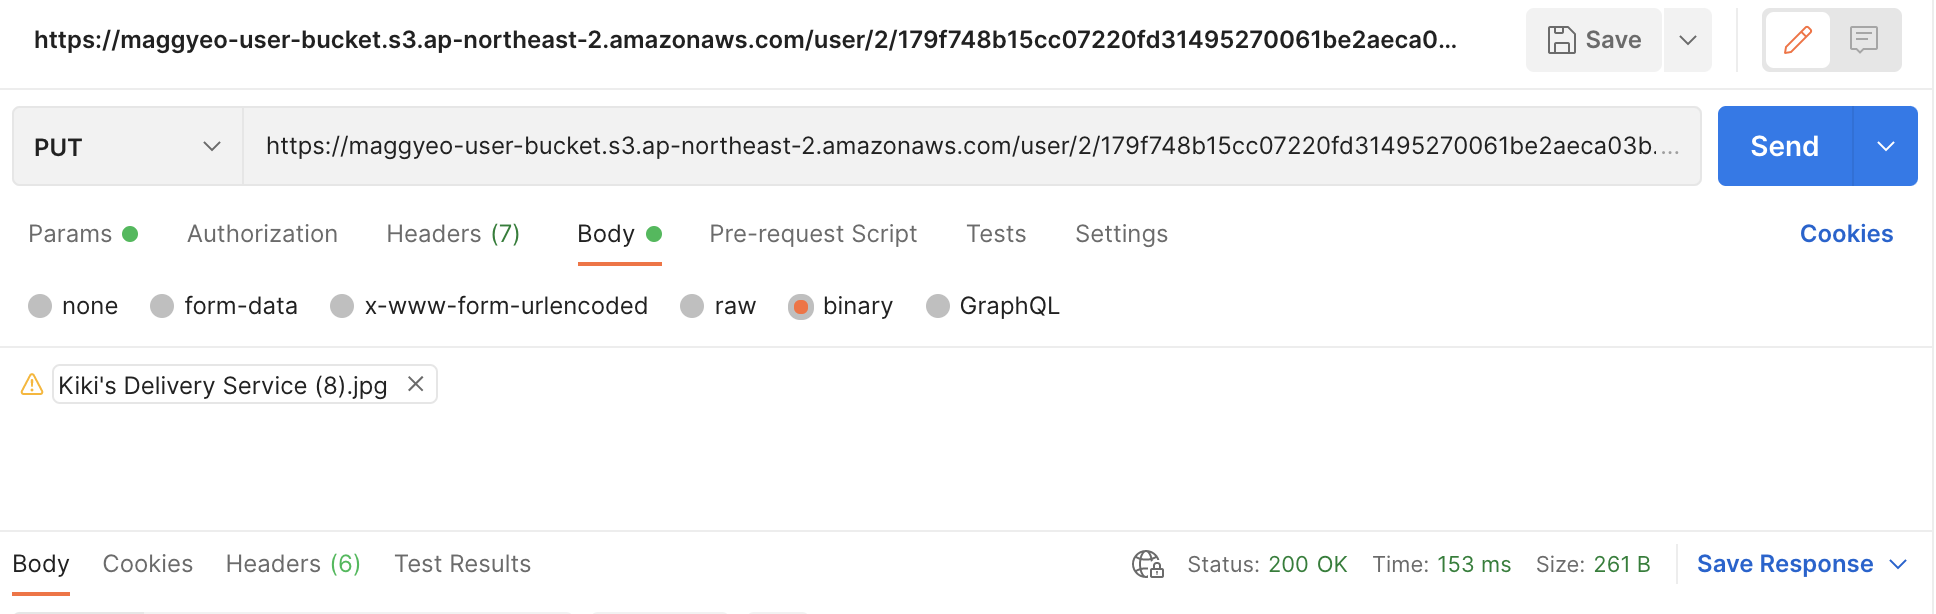 https://maggyeo-user-bucket.s3.ap-northeast-2.amazonaws.com/user/2/179f748b15cc07220fd31495270061be2aeca0...
Save
PUT
https://maggyeo-user-bucket.s3.ap-northeast-2.amazonaws.com/user/2/179f748b15cc07220fd31495270061be2aeca03b....
Send
Params Authorization Headers (7) Body Pre-request Script Tests Settings Cookies
none form-data x-www-form-urlencoded raw binary GraphQL
Kiki's Delivery Service (8).jpg
Body Cookies Headers (6) Test Results Status: 200 OK Time: 153 ms Size: 261 B Save Response